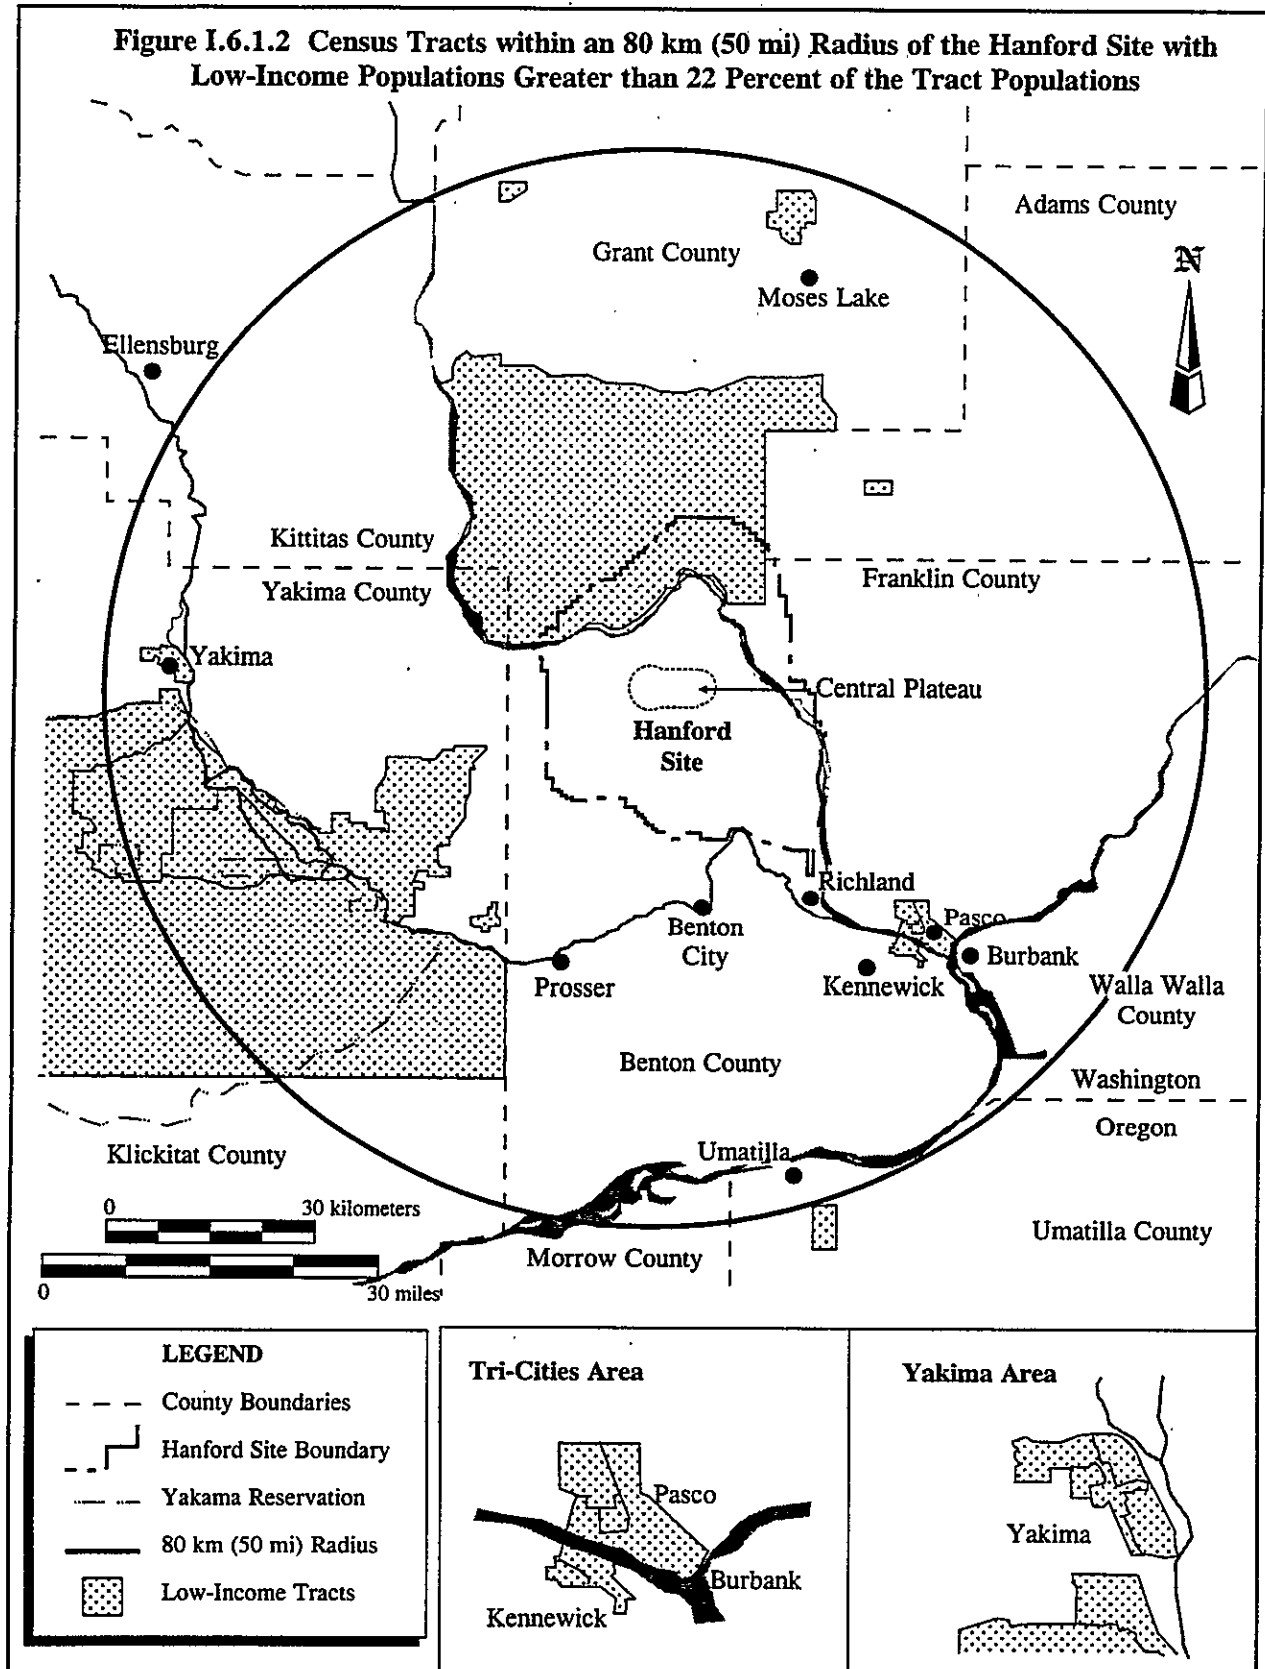 Figure I.6.1.2 Census Tracts within an 80 km (50 mi) Radius of the Hanford Site with
Low-Income Populations Greater than 22 Percent of the Tract Populations
Adams County
Grant County
N
Moses Lake
Ellensburg
Kittitas County
Yakima County
Franklin County
Yakima
Central Plateau
Hanford
Site
Richland
Pasco
Benton
City
Burbank
Prosser
Kennewick
Walla Walla
County
Benton County
Washington
Oregon
Klickitat County
Umatilla
0
30 kilometers
Umatilla County
Morrow County
0
30 miles
LEGEND
County Boundaries
Hanford Site Boundary
Yakama Reservation
80 km (50 mi) Radius
Low-Income Tracts
Tri-Cities Area
Pasco
Burbank
Kennewick
Yakima Area
Yakima